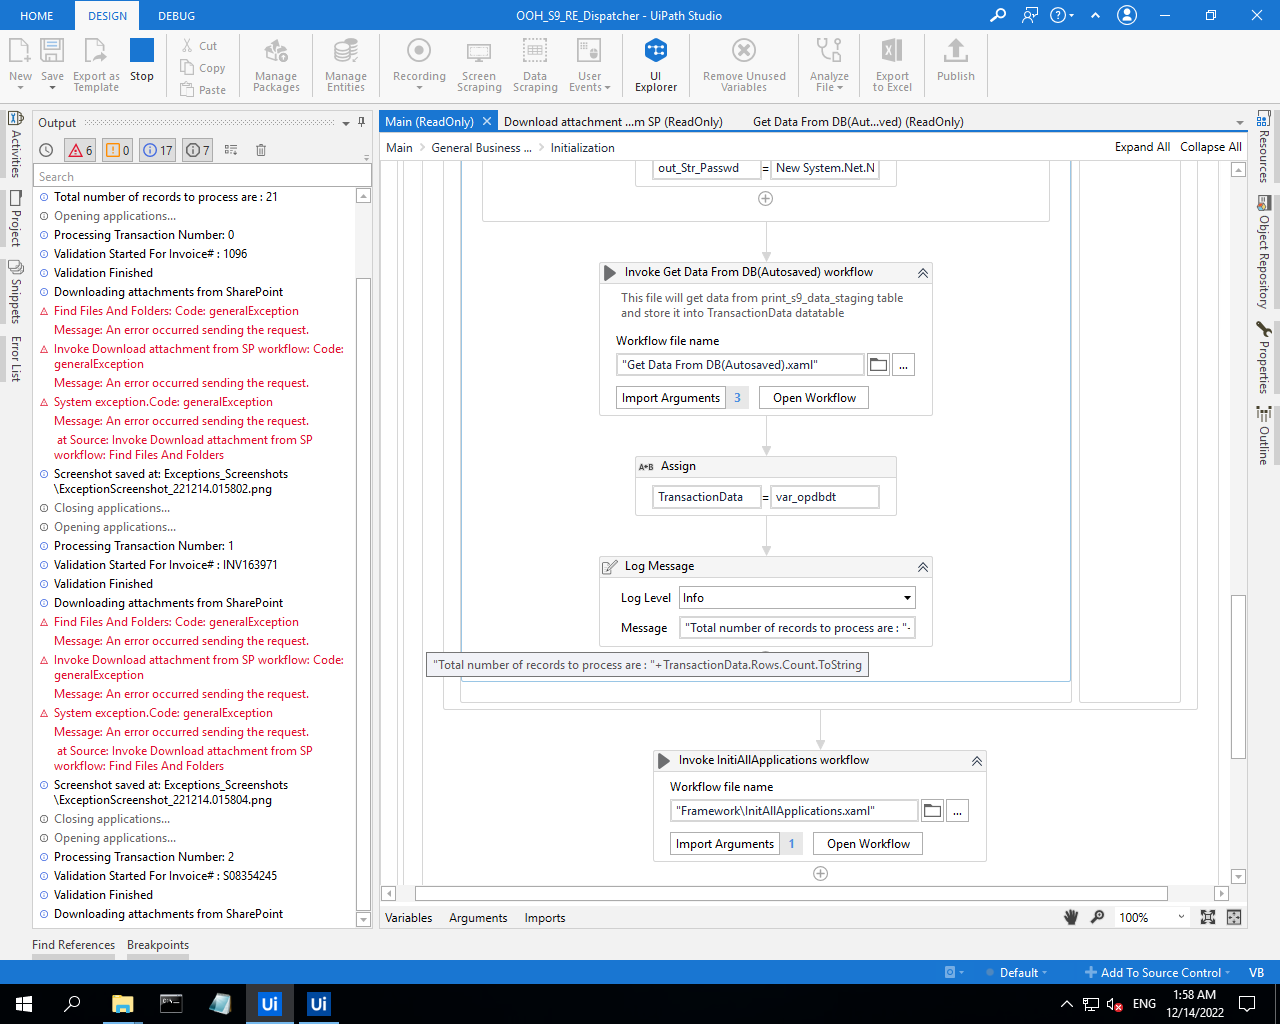 HOME
DESIGN
DEBUG
OOH_S9_RE_Dispatcher - UiPath Studio
New
Save
Export as
Template
Stop
Cut
Copy
Paste
Manage
Packages
Manage
Entities
Recording
Screen
Scraping
Data
Scraping
User
Events
UI
Explorer
Remove Unused
Variables
Analyze
File
Export
to Excel
Publish
Activities
Project
Snippets
Error List
Output
6
0
17
7
Search
Total number of records to process are : 21
Opening applications...
Processing Transaction Number: 0
Validation Started For Invoice# : 1096
Validation Finished
Downloading attachments from SharePoint
Find Files And Folders: Code: generalException
Message: An error occurred sending the request.
Invoke Download attachment from SP workflow: Code:
generalException
Message: An error occurred sending the request.
System exception.Code: generalException
Message: An error occurred sending the request.
at Source: Invoke Download attachment from SP
workflow: Find Files And Folders
Screenshot saved at: Exceptions_Screenshots
\ExceptionScreenshot_221214.015802.png
Closing applications...
Opening applications...
Processing Transaction Number: 1
Validation Started For Invoice# : INV163971
Validation Finished
Downloading attachments from SharePoint
Find Files And Folders: Code: generalException
Message: An error occurred sending the request.
Invoke Download attachment from SP workflow: Code:
generalException
Message: An error occurred sending the request.
System exception.Code: generalException
Message: An error occurred sending the request.
at Source: Invoke Download attachment from SP
workflow: Find Files And Folders
Screenshot saved at: Exceptions_Screenshots
\ExceptionScreenshot_221214.015804.png
Closing applications...
Opening applications...
Processing Transaction Number: 2
Validation Started For Invoice# : S08354245
Validation Finished
Downloading attachments from SharePoint
Find References
Breakpoints
Main (ReadOnly)
Download attachment ...m SP (ReadOnly)
Get Data From DB(Aut...ved) (ReadOnly)
Main
General Business ...
Initialization
Expand All
Collapse All
out_Str_Passwd
=
New System.Net.N
Invoke Get Data From DB(Autosaved) workflow
This file will get data from print_s9_data_staging table
and store it into TransactionData datatable
Workflow file name
"Get Data From DB(Autosaved).xaml"
...
Import Arguments
3
Open Workflow
A+B Assign
TransactionData
=
var_opdbdt
Log Message
Log Level
Info
Message
"Total number of records to process are : "+
"Total number of records to process are : "+TransactionData.Rows.Count.ToString
Invoke InitiAllApplications workflow
Workflow file name
"Framework\InitAllApplications.xaml"
...
Import Arguments
1
Open Workflow
Variables
Arguments
Imports
100%
Resources
Object Repository
Properties
Outline
Default
Add To Source Control
VB
Ui
Ui
ENG
1:58 AM
12/14/2022